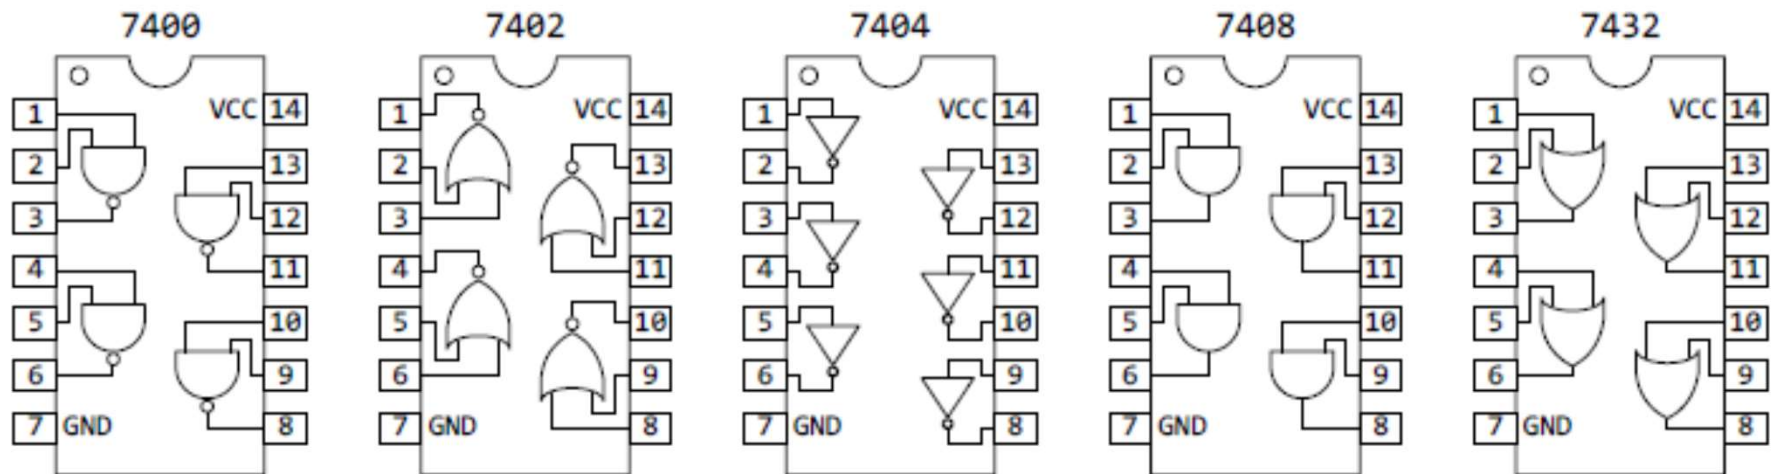 7400 7402 7404 7408 7432
1 VCC 14 1 VCC 14 1 VCC 14 1 VCC 14 1 VCC 14
2 13 2 13 2 13 2 13 2 13
3 12 3 12 3 12 3 12 3 12
4 11 4 11 4 11 4 11 4 11
5 10 5 10 5 10 5 10 5 10
6 9 6 9 6 9 6 9 6 9
7 GND 8 7 GND 8 7 GND 8 7 GND 8 7 GND 8